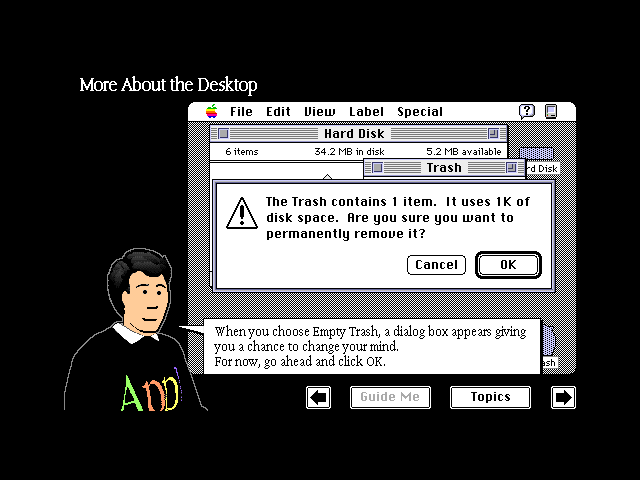 More About the Desktop
File Edit View Label Special
Hard Disk
6 items 34.2 MB in disk 5.2 MB available
Trash
rd Disk
The Trash contains 1 item. It uses 1K of
disk space. Are you sure you want to
permanently remove it?
Cancel OK
When you choose Empty Trash, a dialog box appears giving
you a chance to change your mind.
For now, go ahead and click OK.
ash
Appl
Guide Me Topics